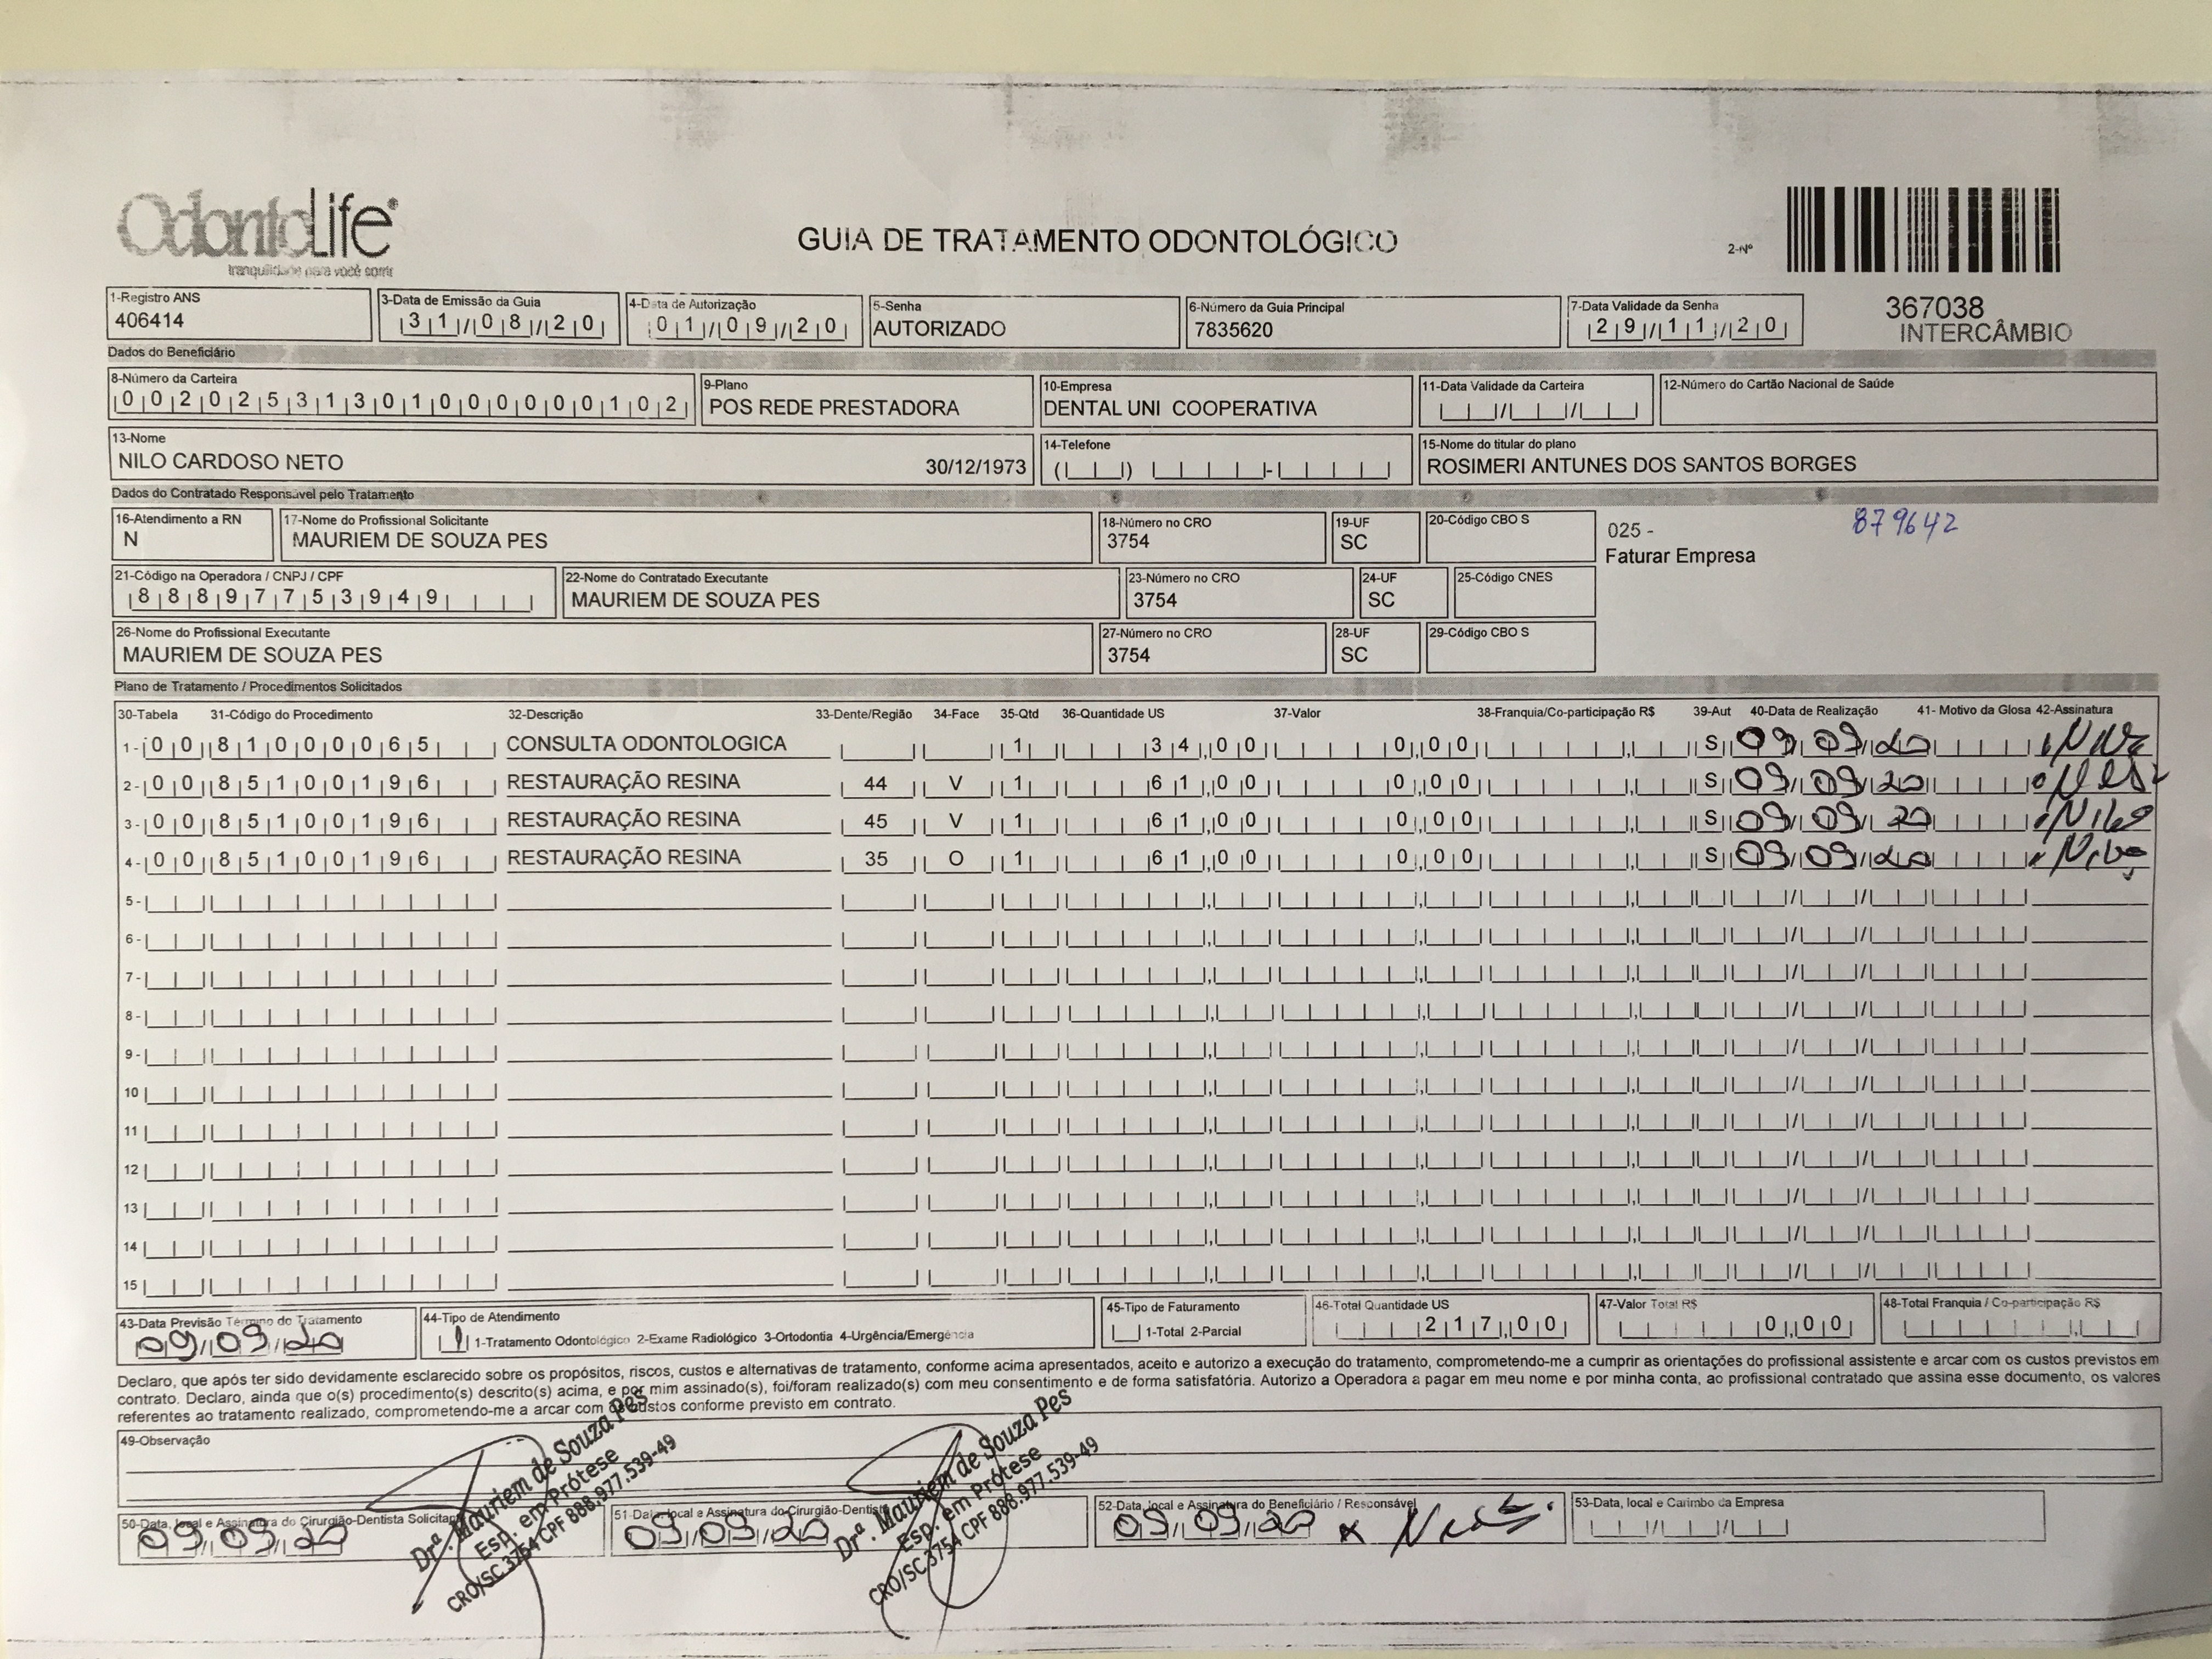 OdontoLife®
tranquilidade para você sorrir
GUIA DE TRATAMENTO ODONTOLÓGICO
2-Nº
367038
INTERCÂMBIO
1-Registro ANS
406414
3-Data de Emissão da Guia
31/08/20
4-Data de Autorização
01/09/20
5-Senha
AUTORIZADO
6-Número da Guia Principal
7835620
7-Data Validade da Senha
29/11/20
Dados do Beneficiário
8-Número da Carteira
00202531301000000102
9-Plano
POS REDE PRESTADORA
10-Empresa
DENTAL UNI COOPERATIVA
11-Data Validade da Carteira
12-Número do Cartão Nacional de Saúde
13-Nome
NILO CARDOSO NETO 30/12/1973
14-Telefone
15-Nome do titular do plano
ROSIMERI ANTUNES DOS SANTOS BORGES
Dados do Contratado Responsável pelo Tratamento
16-Atendimento a RN
N
17-Nome do Profissional Solicitante
MAURIEM DE SOUZA PES
18-Número no CRO
3754
19-UF
SC
20-Código CBO S
025 -
Faturar Empresa
879642
21-Código na Operadora / CNPJ / CPF
88897753949
22-Nome do Contratado Executante
MAURIEM DE SOUZA PES
23-Número no CRO
3754
24-UF
SC
25-Código CNES
26-Nome do Profissional Executante
MAURIEM DE SOUZA PES
27-Número no CRO
3754
28-UF
SC
29-Código CBO S
Plano de Tratamento / Procedimentos Solicitados
30-Tabela 31-Código do Procedimento 32-Descrição 33-Dente/Região 34-Face 35-Qtd 36-Quantidade US 37-Valor 38-Franquia/Co-participação R$ 39-Aut 40-Data de Realização 41- Motivo da Glosa 42-Assinatura
1- 00 81000065 CONSULTA ODONTOLOGICA 1 34,00 0,00 S 09/09/20
2- 00 85100196 RESTAURAÇÃO RESINA 44 V 1 61,00 0,00 S 09/09/20
3- 00 85100196 RESTAURAÇÃO RESINA 45 V 1 61,00 0,00 S 09/09/20 Nilo
4- 00 85100196 RESTAURAÇÃO RESINA 35 O 1 61,00 0,00 S 09/09/20 Nilo
5-
6-
7-
8-
9-
10
11
12
13
14
15
43-Data Previsão Término do Tratamento
09/09/20
44-Tipo de Atendimento
1 1-Tratamento Odontológico 2-Exame Radiológico 3-Ortodontia 4-Urgência/Emergência
45-Tipo de Faturamento
1-Total 2-Parcial
46-Total Quantidade US
217,00
47-Valor Total R$
0,00
48-Total Franquia / Co-participação R$
Declaro, que após ter sido devidamente esclarecido sobre os propósitos, riscos, custos e alternativas de tratamento, conforme acima apresentados, aceito e autorizo a execução do tratamento, comprometendo-me a cumprir as orientações do profissional assistente e arcar com os custos previstos em
contrato. Declaro, ainda que o(s) procedimento(s) descrito(s) acima, e por mim assinado(s), foi/foram realizado(s) com meu consentimento e de forma satisfatória. Autorizo a Operadora a pagar em meu nome e por minha conta, ao profissional contratado que assina esse documento, os valores
referentes ao tratamento realizado, comprometendo-me a arcar com os custos conforme previsto em contrato.
49-Observação
50-Data, local e Assinatura do Cirurgião-Dentista Solicitante
09/09/20
Drª. Mauriem de Souza Pes
Esp. em Prótese
CRO/SC 3754 CPF 888.977.539-49
51-Data, local e Assinatura do Cirurgião-Dentista
09/09/20
Drª. Mauriem de Souza Pes
Esp. em Prótese
CRO/SC 3754 CPF 888.977.539-49
52-Data, local e Assinatura do Beneficiário / Responsável
09/09/20 x
53-Data, local e Carimbo da Empresa